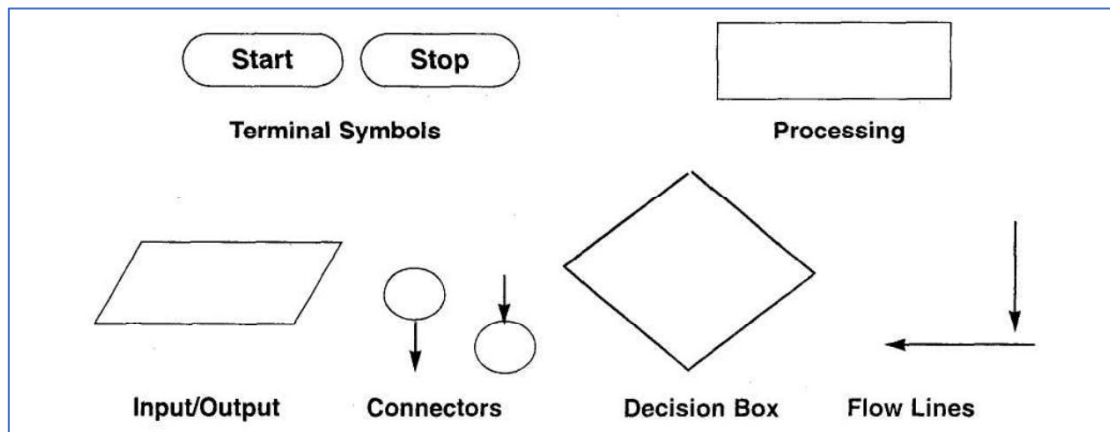 Start Stop
Terminal Symbols Processing
Input/Output Connectors Decision Box Flow Lines